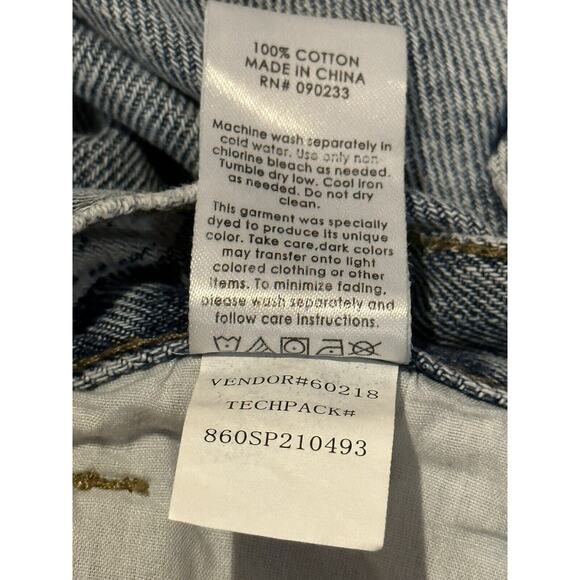 100% COTTON
MADE IN CHINA
RN# 090233
Machine wash separately in
cold water. Use only non-
chlorine bleach as needed.
Tumble dry low. Cool iron
as needed. Do not dry
clean.
This garment was specially
dyed to produce its unique
color. Take care,dark colors
may transfer onto light
colored clothing or other
items. To minimize fading,
please wash separately and
follow care instructions.
VENDOR#60218
TECHPACK#
860SP210493